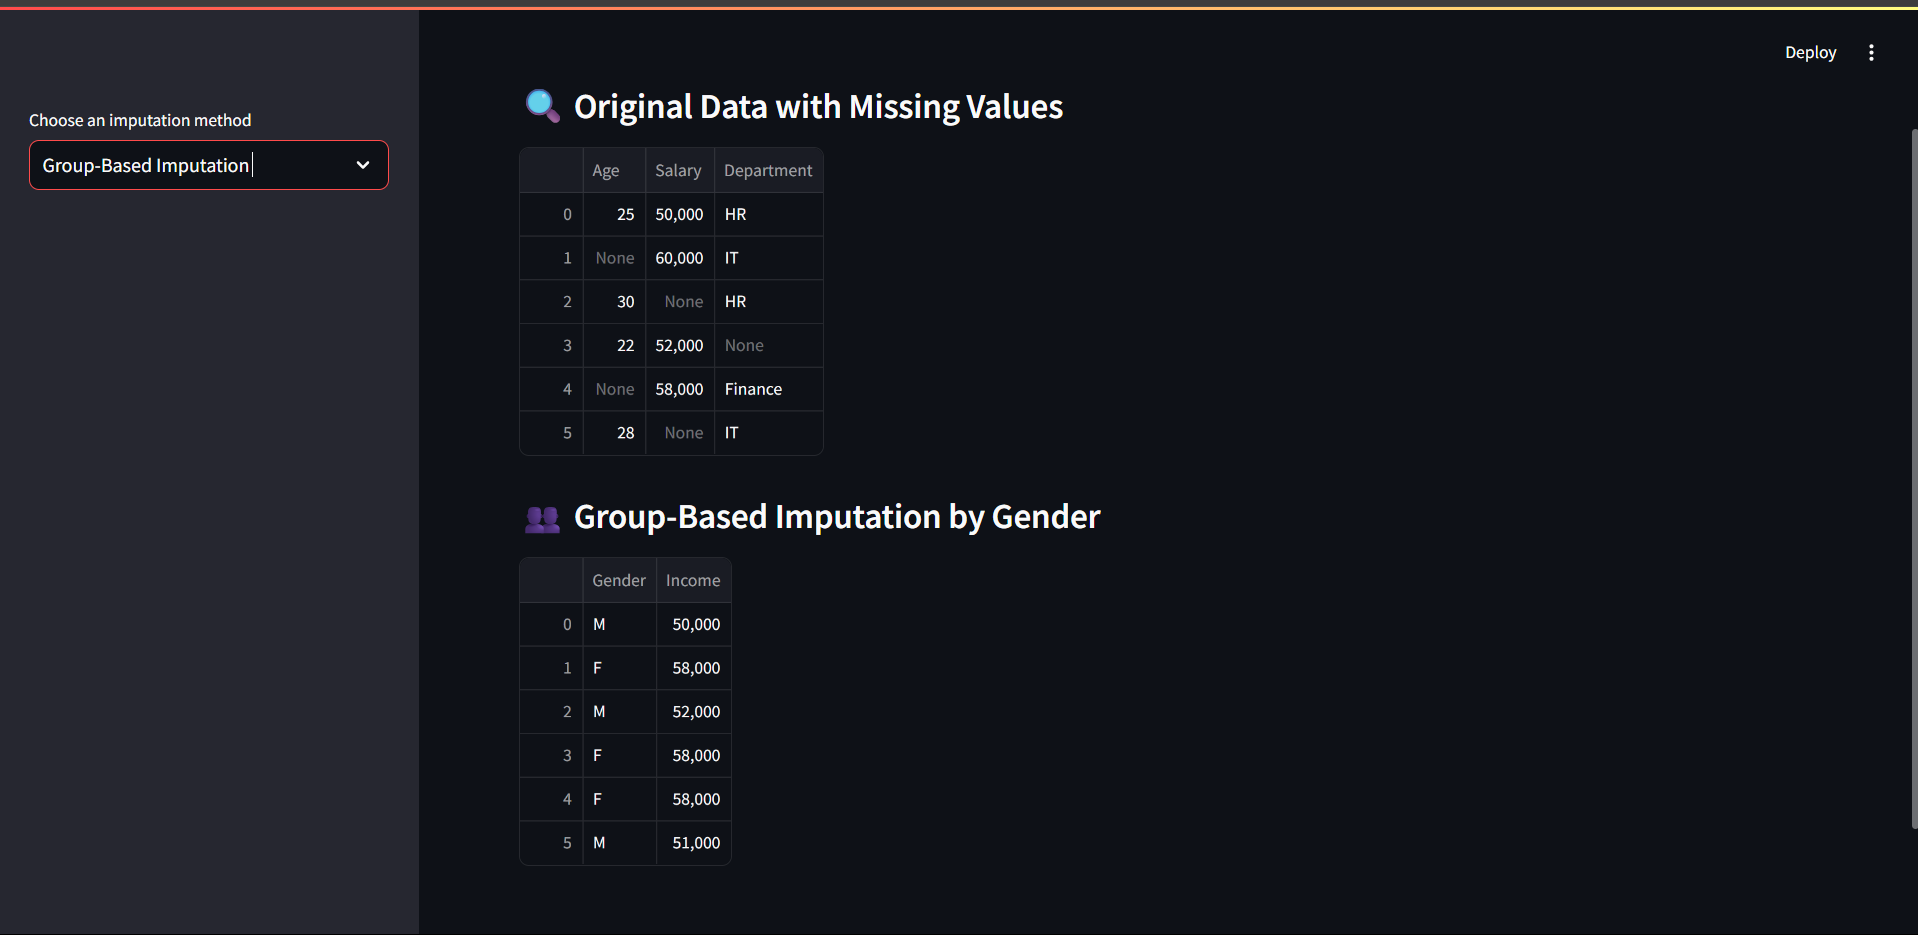 Deploy
Choose an imputation method
Group-Based Imputation
Original Data with Missing Values
Age Salary Department
0 25 50,000 HR
1 None 60,000 IT
2 30 None HR
3 22 52,000 None
4 None 58,000 Finance
5 28 None IT
Group-Based Imputation by Gender
Gender Income
0 M 50,000
1 F 58,000
2 M 52,000
3 F 58,000
4 F 58,000
5 M 51,000